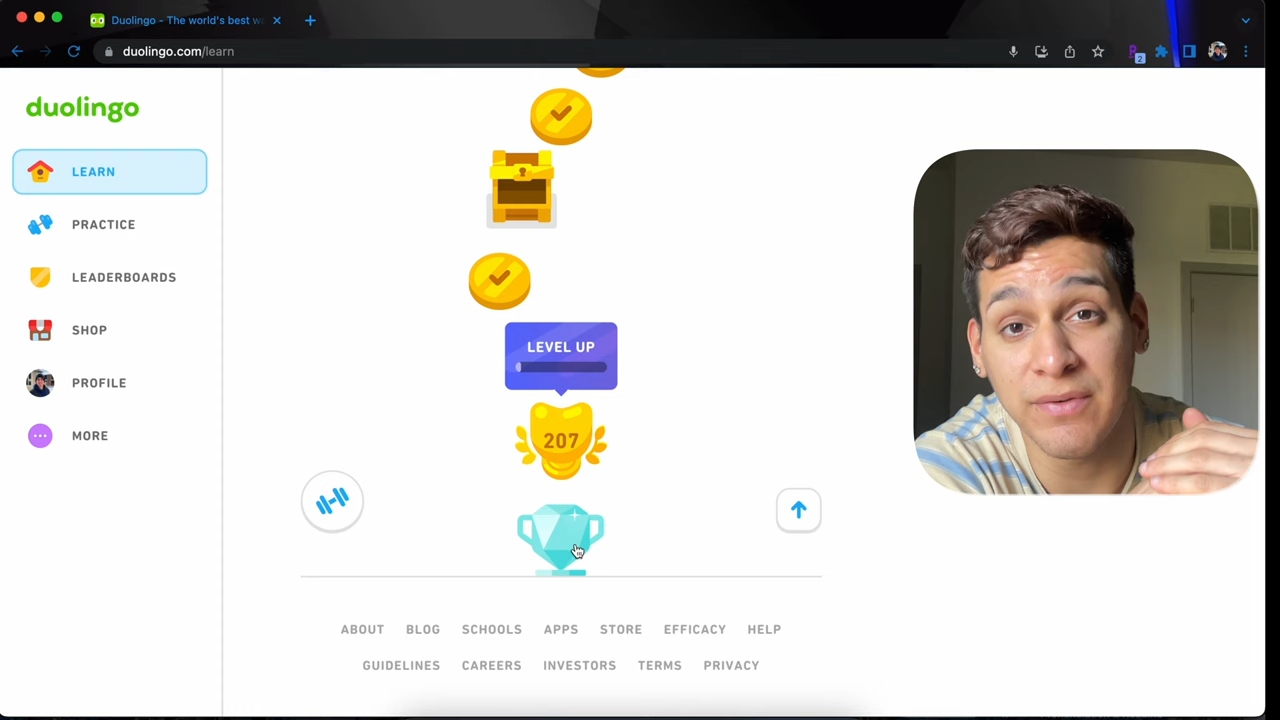 Duolingo - The world's best w
duolingo.com/learn
2
duolingo
LEARN
PRACTICE
LEADERBOARDS
SHOP
PROFILE
MORE
LEVEL UP
207
ABOUT BLOG SCHOOLS APPS STORE EFFICACY HELP
GUIDELINES CAREERS INVESTORS TERMS PRIVACY